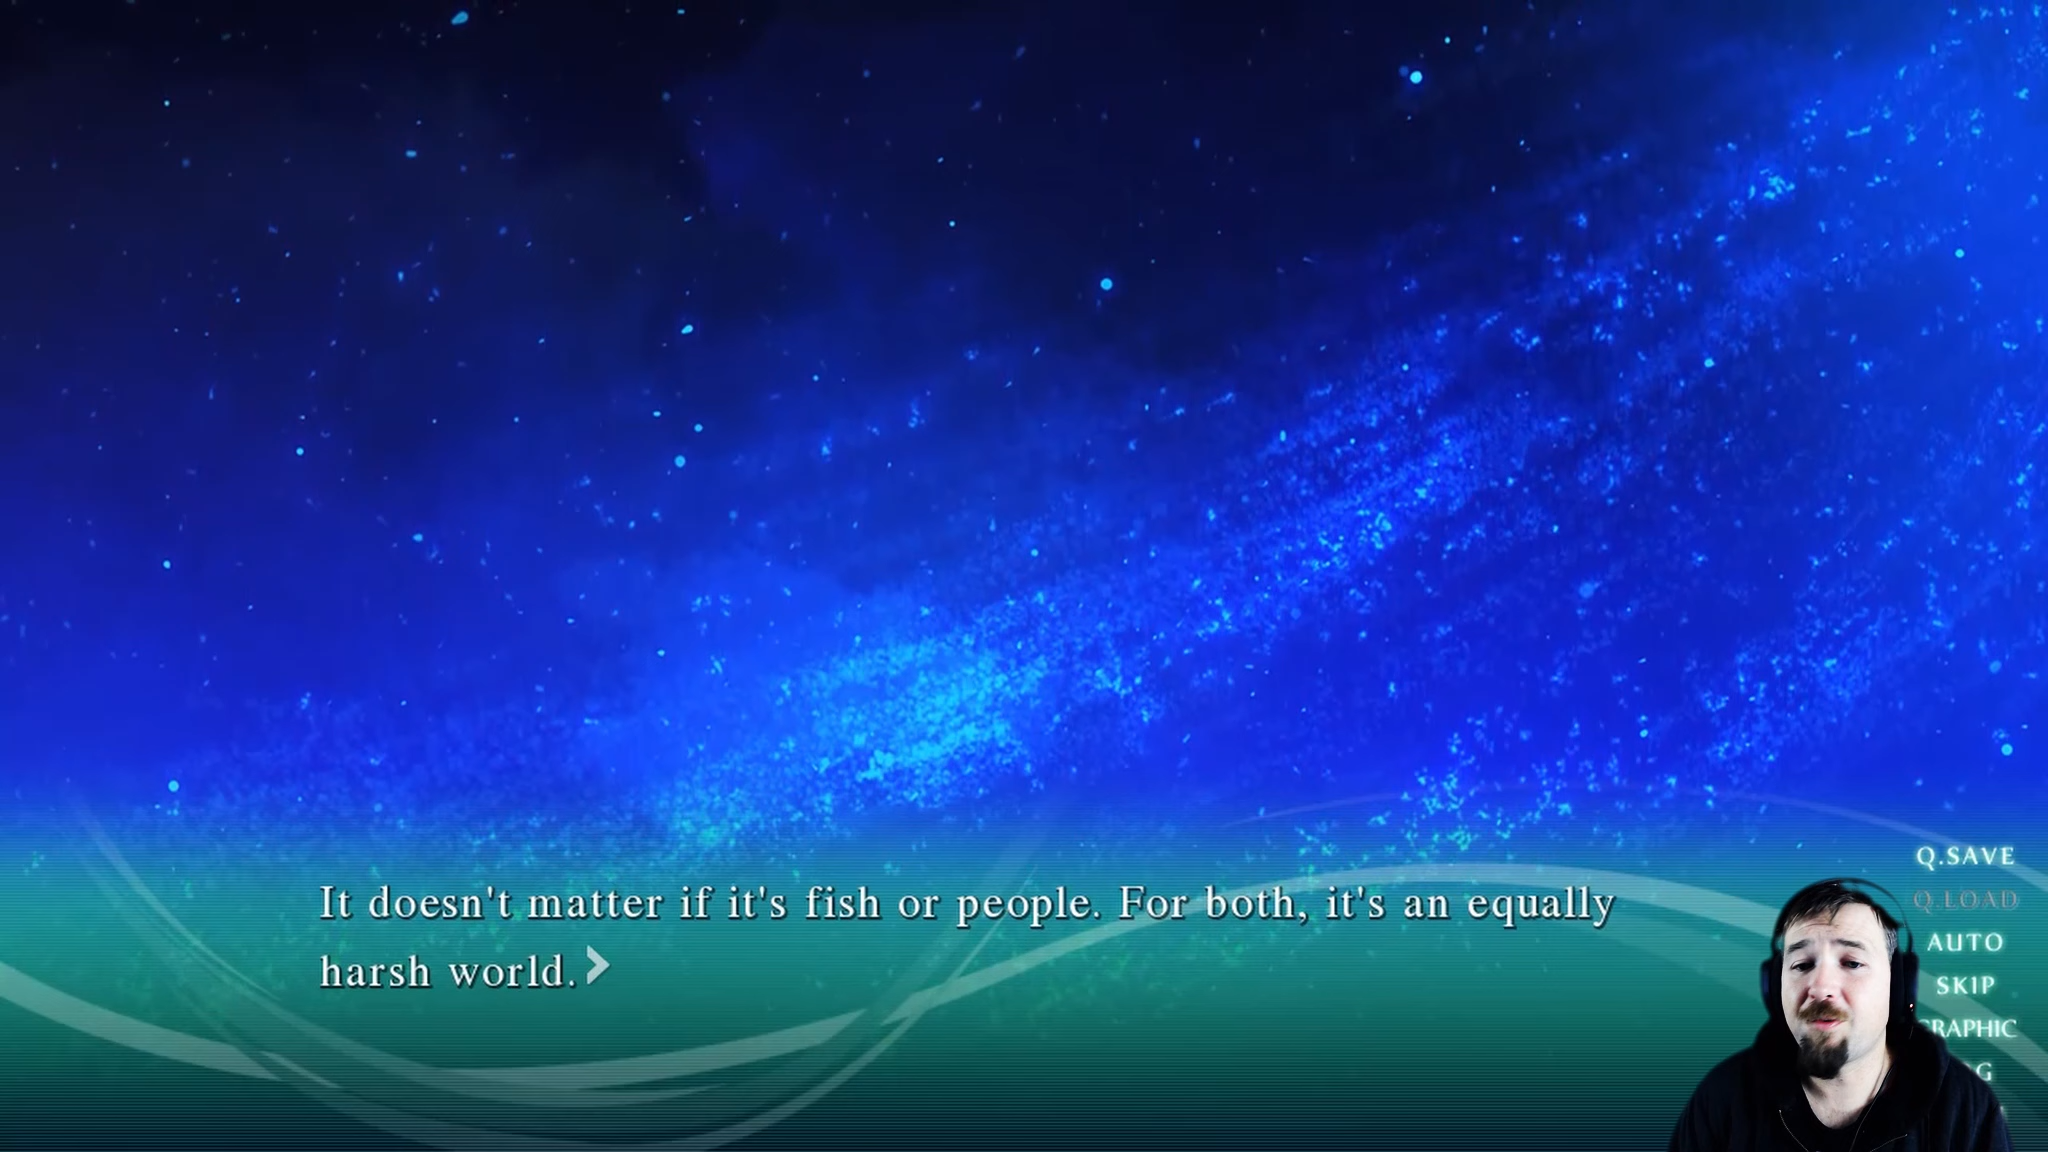 It doesn't matter if it's fish or people. For both, it's an equally
harsh world.
Q.SAVE
Q.LOAD
AUTO
SKIP
GRAPHIC